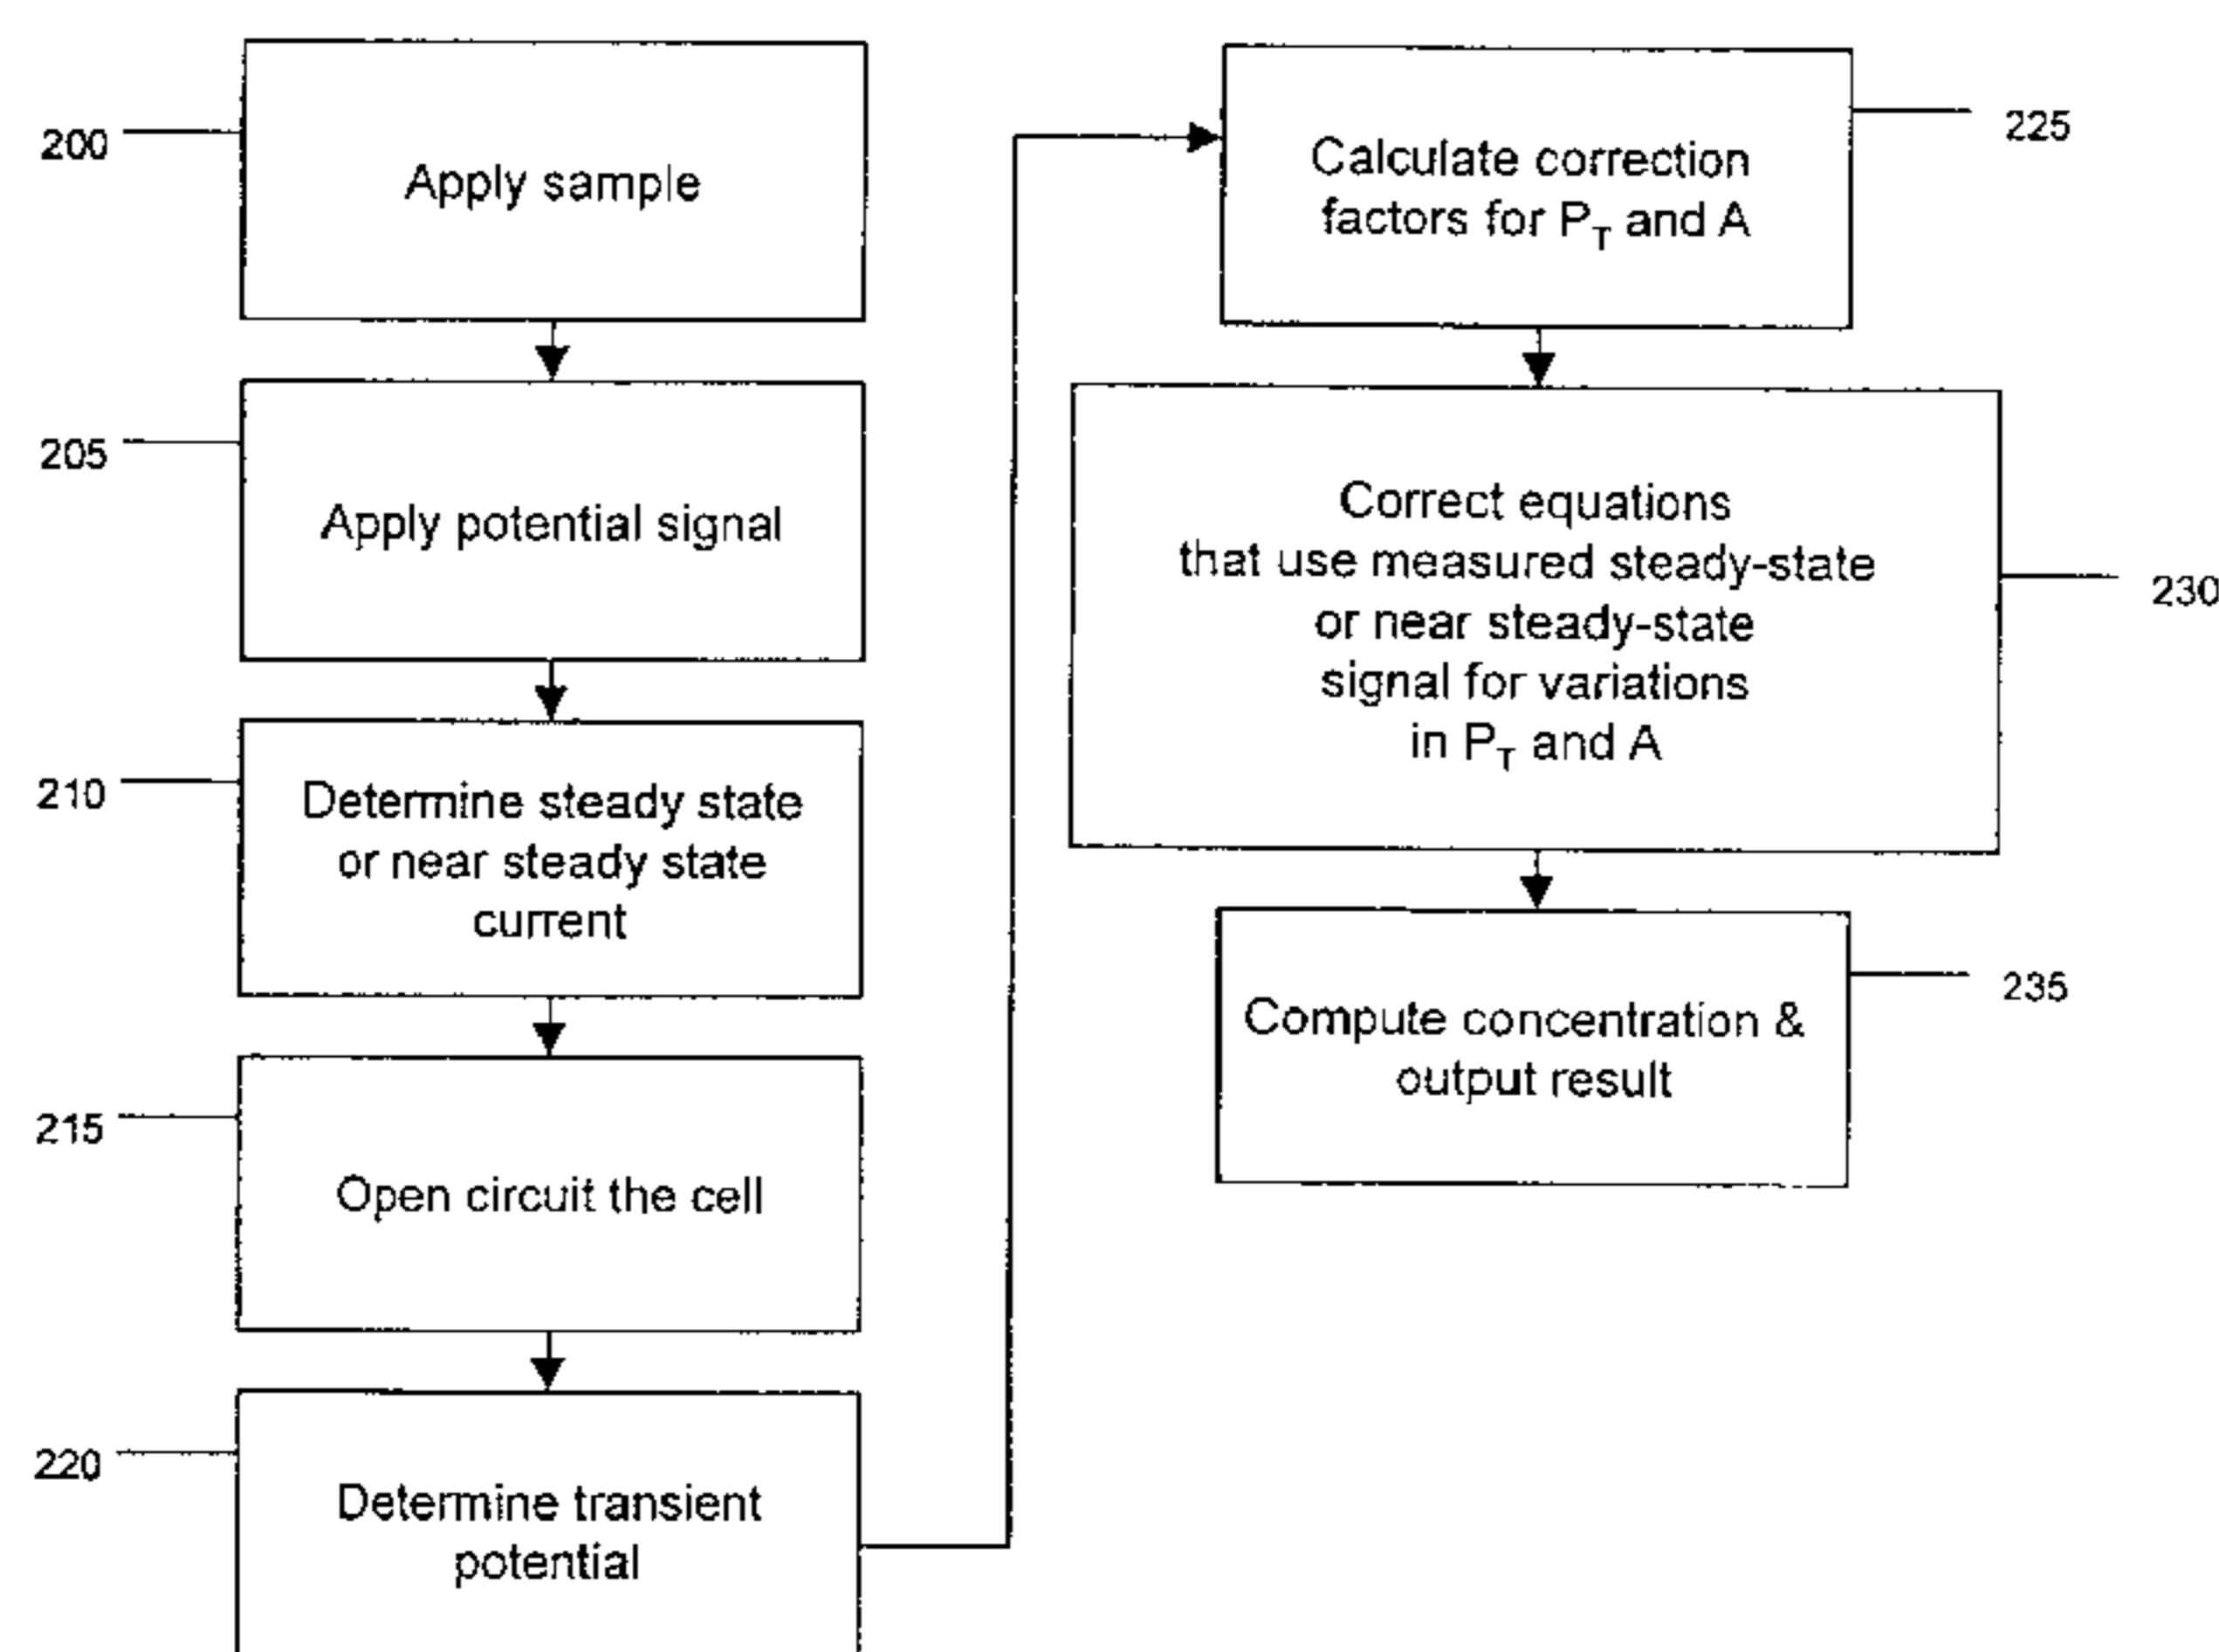 200
Apply sample
205
Apply potential signal
210
Determine steady state
or near steady state
current
215
Open circuit the cell
220
Determine transient
potential
225
Calculate correction
factors for P_T and A
230
Correct equations
that use measured steady-state
or near steady-state
signal for variations
in P_T and A
235
Compute concentration &
output result